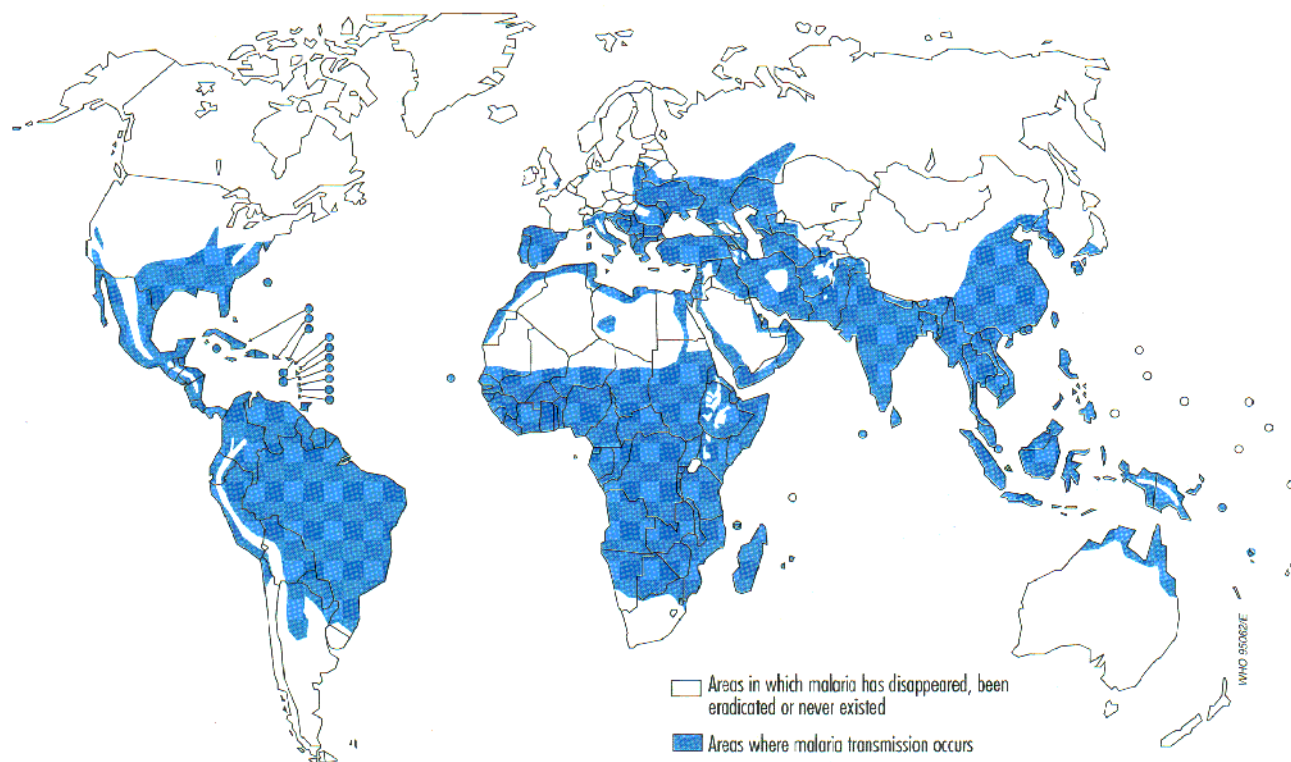 Areas in which malaria has disappeared, been
eradicated or never existed
Areas where malaria transmission occurs
WHO 95062/E